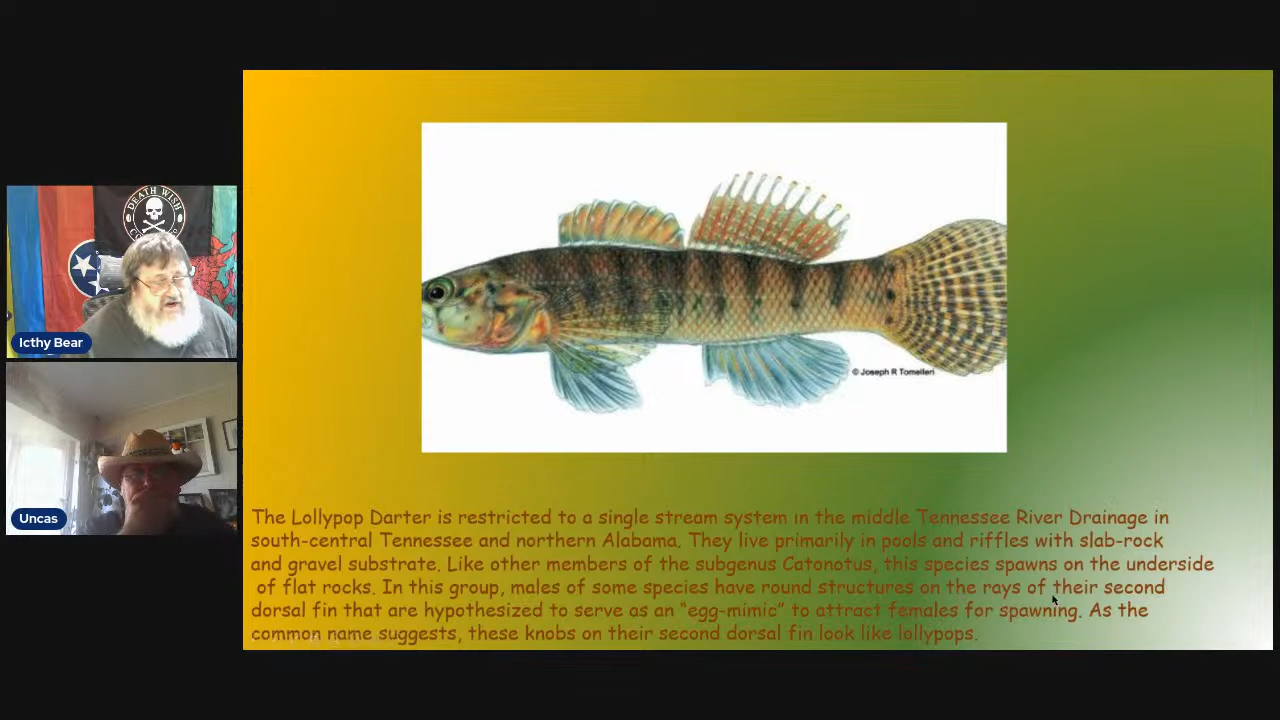 DEATH WISH
Icthy Bear
Uncas
© Joseph R Tomelleri
The Lollypop Darter is restricted to a single stream system in the middle Tennessee River Drainage in
south-central Tennessee and northern Alabama. They live primarily in pools and riffles with slab-rock
and gravel substrate. Like other members of the subgenus Catonotus, this species spawns on the underside
of flat rocks. In this group, males of some species have round structures on the rays of their second
dorsal fin that are hypothesized to serve as an “egg-mimic” to attract females for spawning. As the
common name suggests, these knobs on their second dorsal fin look like lollypops.